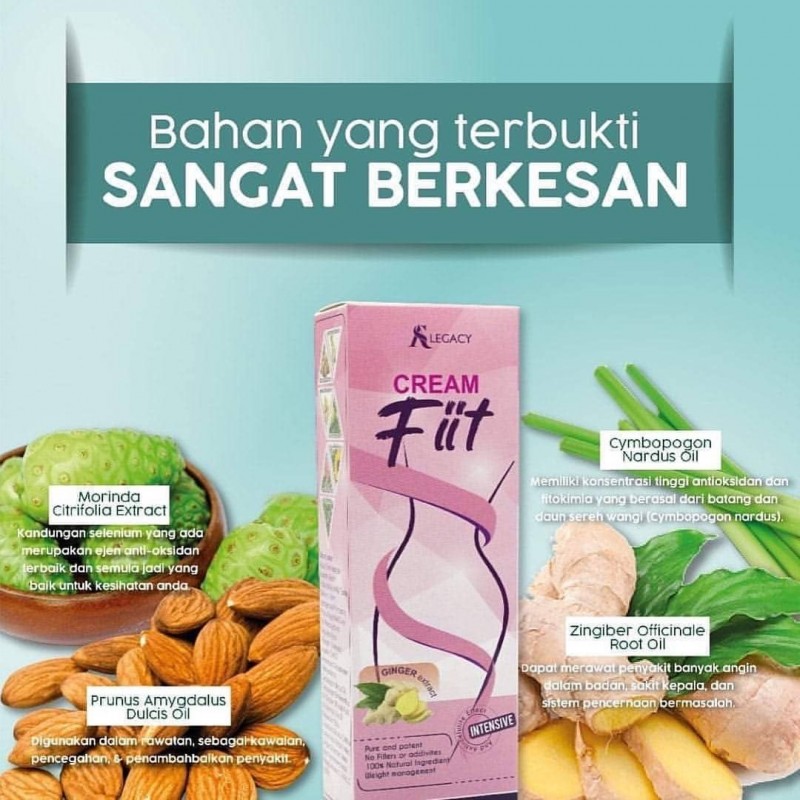 Bahan yang terbukti
SANGAT BERKESAN
Morinda
Citrifolia Extract
Kandungan selenium yang ada
merupakan ejen anti-oksidan
terbaik dan semula jadi yang
baik untuk kesihatan anda.
Prunus Amygdalus
Dulcis Oil
Digunakan dalam rawatan, sebagai kawalan,
pencegahan, & penambahbaikan penyakit.
LEGACY
CREAM
Fiit
GINGER extract
INTENSIVE
Pure and potent
No Fillers or additives
100% Natural Ingredient
Weight management
Cymbopogon
Nardus Oil
Memiliki konsentrasi tinggi antioksidan dan
fitokimia yang berasal dari batang dan
daun sereh wangi (Cymbopogon nardus).
Zingiber Officinale
Root Oil
Dapat merawat penyakit banyak angin
dalam badan, sakit kepala, dan
sistem pencernaan bermasalah.